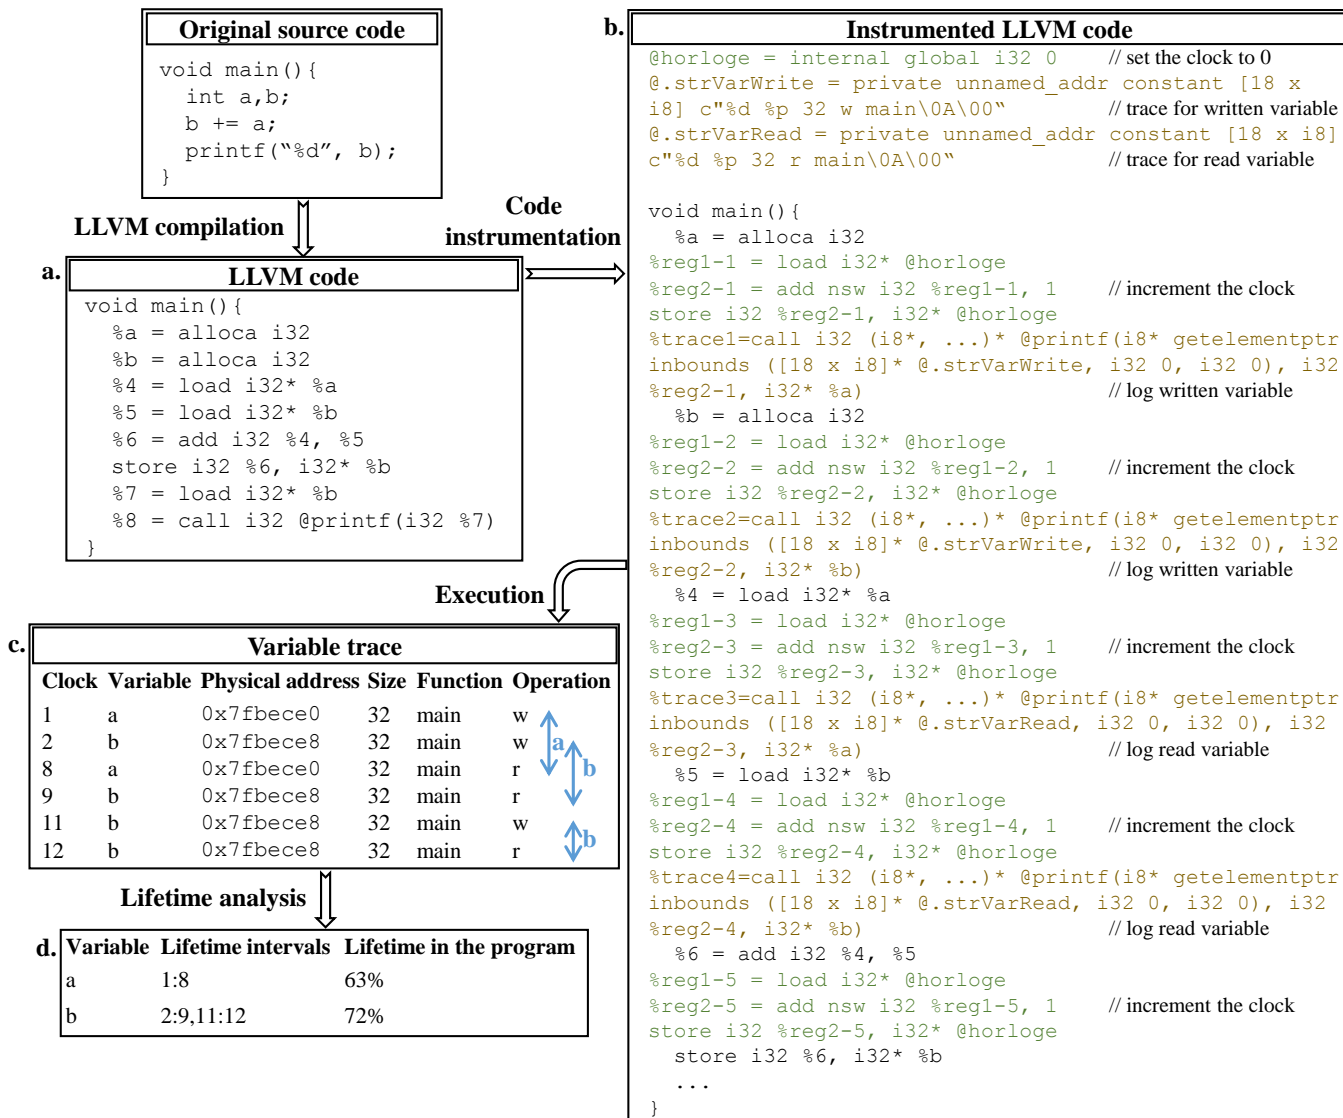 Original source code
void main(){
int a,b;
b += a;
printf(“%d”, b);
}
LLVM compilation
Code
instrumentation
a.
LLVM code
void main(){
%a = alloca i32
%b = alloca i32
%4 = load i32* %a
%5 = load i32* %b
%6 = add i32 %4, %5
store i32 %6, i32* %b
%7 = load i32* %b
%8 = call i32 @printf(i32 %7)
}
Execution
c.
Variable trace
Clock Variable Physical address Size Function Operation
1 a 0x7fbece0 32 main w
2 b 0x7fbece8 32 main w
8 a 0x7fbece0 32 main r
9 b 0x7fbece8 32 main r
11 b 0x7fbece8 32 main w
12 b 0x7fbece8 32 main r
a
b
b
Lifetime analysis
d.
Variable Lifetime intervals Lifetime in the program
a 1:8 63%
b 2:9,11:12 72%
b.
Instrumented LLVM code
@horloge = internal global i32 0 // set the clock to 0
@.strVarWrite = private unnamed_addr constant [18 x
i8] c"%d %p 32 w main\0A\00“ // trace for written variable
@.strVarRead = private unnamed_addr constant [18 x i8]
c"%d %p 32 r main\0A\00“ // trace for read variable
void main(){
%a = alloca i32
%reg1-1 = load i32* @horloge
%reg2-1 = add nsw i32 %reg1-1, 1 // increment the clock
store i32 %reg2-1, i32* @horloge
%trace1=call i32 (i8*, ...)* @printf(i8* getelementptr
inbounds ([18 x i8]* @.strVarWrite, i32 0, i32 0), i32
%reg2-1, i32* %a) // log written variable
%b = alloca i32
%reg1-2 = load i32* @horloge
%reg2-2 = add nsw i32 %reg1-2, 1 // increment the clock
store i32 %reg2-2, i32* @horloge
%trace2=call i32 (i8*, ...)* @printf(i8* getelementptr
inbounds ([18 x i8]* @.strVarWrite, i32 0, i32 0), i32
%reg2-2, i32* %b) // log written variable
%4 = load i32* %a
%reg1-3 = load i32* @horloge
%reg2-3 = add nsw i32 %reg1-3, 1 // increment the clock
store i32 %reg2-3, i32* @horloge
%trace3=call i32 (i8*, ...)* @printf(i8* getelementptr
inbounds ([18 x i8]* @.strVarRead, i32 0, i32 0), i32
%reg2-3, i32* %a) // log read variable
%5 = load i32* %b
%reg1-4 = load i32* @horloge
%reg2-4 = add nsw i32 %reg1-4, 1 // increment the clock
store i32 %reg2-4, i32* @horloge
%trace4=call i32 (i8*, ...)* @printf(i8* getelementptr
inbounds ([18 x i8]* @.strVarRead, i32 0, i32 0), i32
%reg2-4, i32* %b) // log read variable
%6 = add i32 %4, %5
%reg1-5 = load i32* @horloge
%reg2-5 = add nsw i32 %reg1-5, 1 // increment the clock
store i32 %reg2-5, i32* @horloge
store i32 %6, i32* %b
...
}